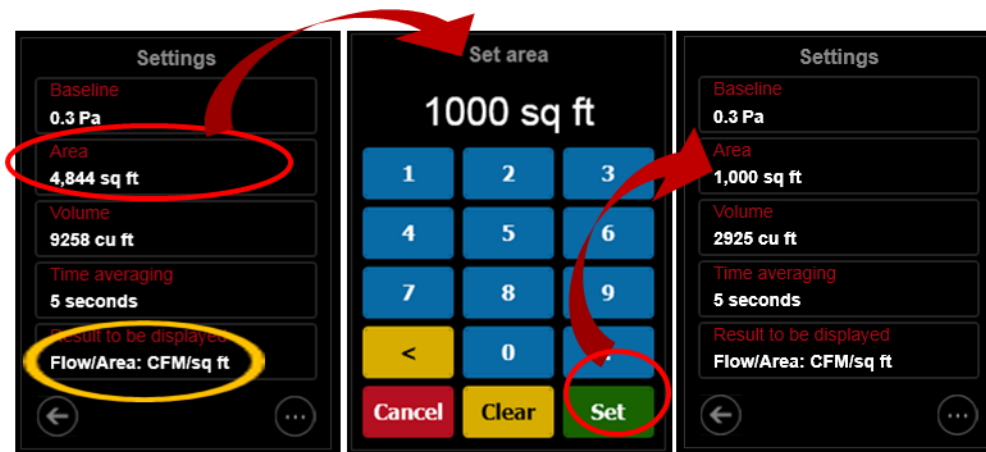 Settings
Baseline
0.3 Pa
Area
4,844 sq ft
Volume
9258 cu ft
Time averaging
5 seconds
Result to be displayed
Flow/Area: CFM/sq ft
Set area
1000 sq ft
1 2 3
4 5 6
7 8 9
< 0
Cancel Clear Set
Settings
Baseline
0.3 Pa
Area
1,000 sq ft
Volume
2925 cu ft
Time averaging
5 seconds
Result to be displayed
Flow/Area: CFM/sq ft